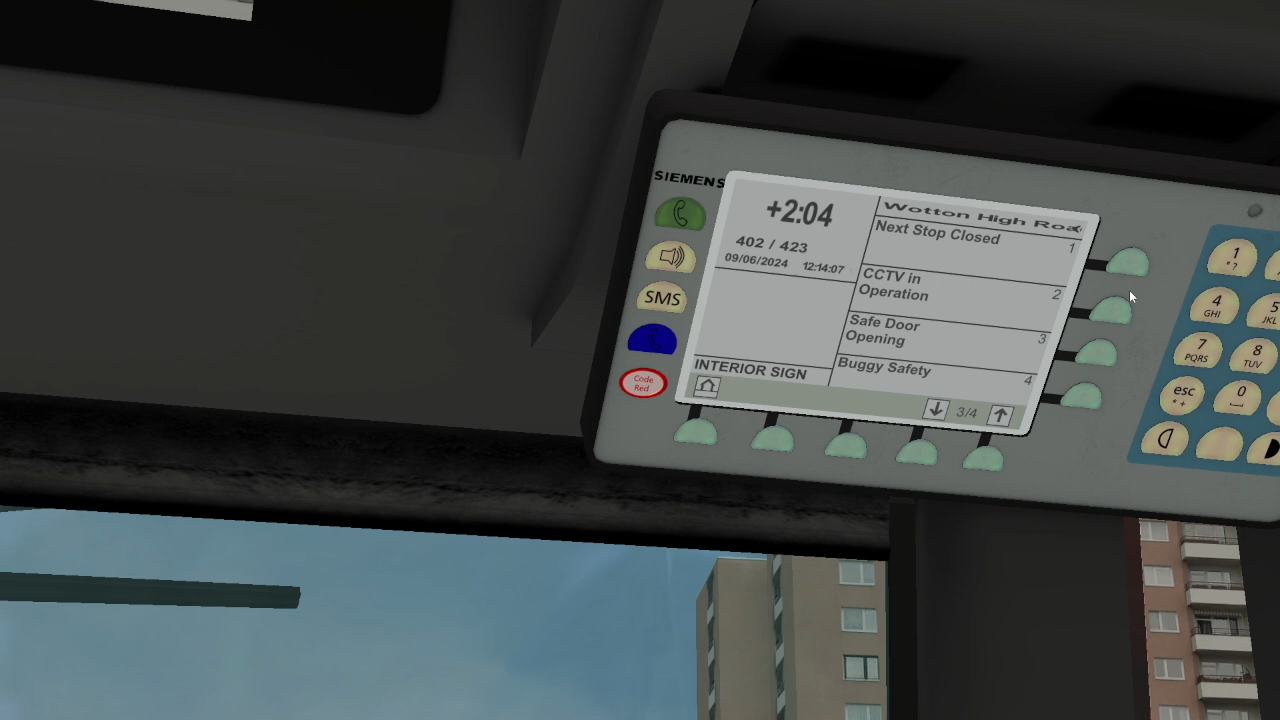 SIEMENS
+2:04
402 / 423
09/06/2024 12:14:07
Wotton High Roa
Next Stop Closed 1
CCTV in
Operation 2
Safe Door
Opening 3
Buggy Safety 4
INTERIOR SIGN
3/4
SMS
Code
Red
1
. ?
4
GHI
5
JKL
7
PQRS
8
TUV
esc
* +
0